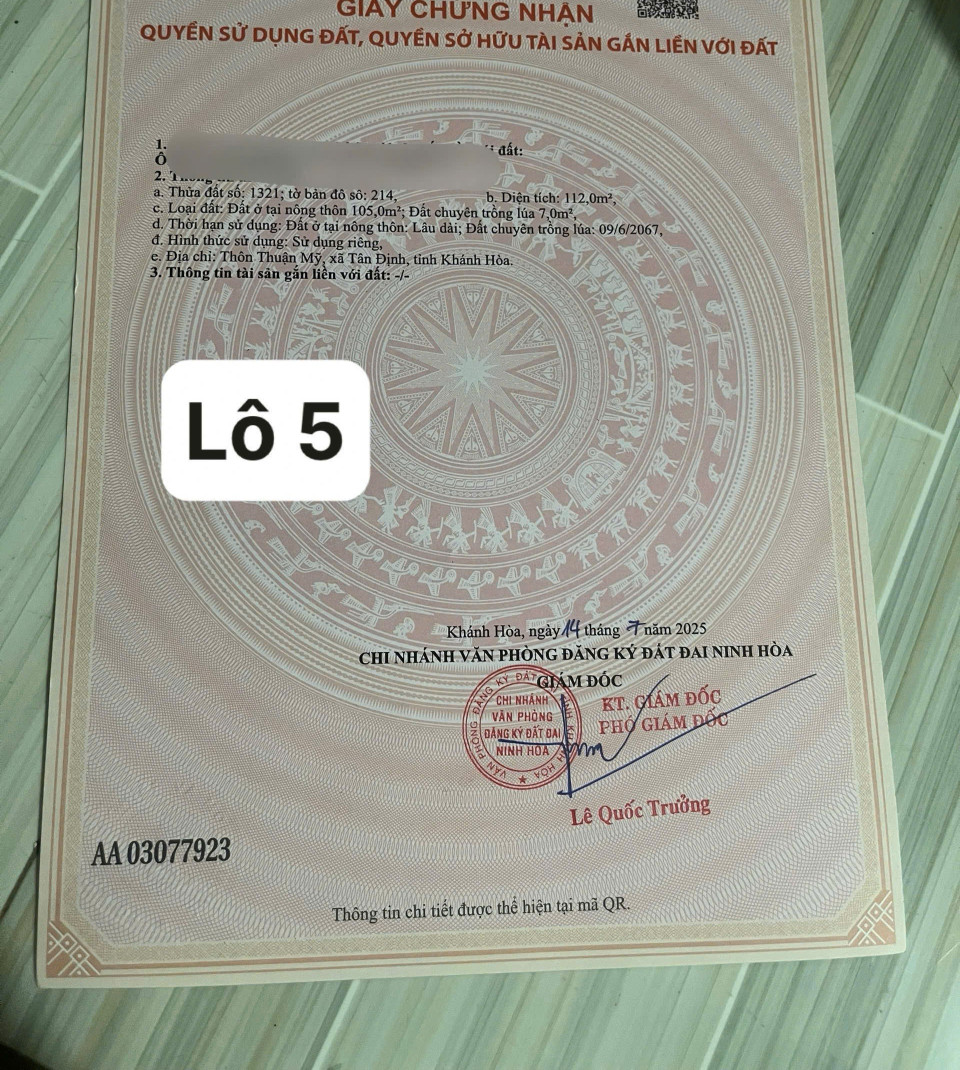 GIẤY CHỨNG NHẬN
QUYỀN SỬ DỤNG ĐẤT, QUYỀN SỞ HỮU TÀI SẢN GẮN LIỀN VỚI ĐẤT
1. đất:
Ô
2.
a. Thửa đất số: 1321; tờ bản đồ số: 214, b. Diện tích: 112,0m²,
c. Loại đất: Đất ở tại nông thôn 105,0m²; Đất chuyên trồng lúa 7,0m²,
d. Thời hạn sử dụng: Đất ở tại nông thôn: Lâu dài; Đất chuyên trồng lúa: 09/6/2067,
đ. Hình thức sử dụng: Sử dụng riêng,
e. Địa chỉ: Thôn Thuận Mỹ, xã Tân Định, tỉnh Khánh Hòa.
3. Thông tin tài sản gắn liền với đất: -/-
Lô 5
Khánh Hòa, ngày 14 tháng 7 năm 2025
CHI NHÁNH VĂN PHÒNG ĐĂNG KÝ ĐẤT ĐAI NINH HÒA
GIÁM ĐỐC
KT. GIÁM ĐỐC
PHÓ GIÁM ĐỐC
CHI NHÁNH
VĂN PHÒNG
ĐĂNG KÝ ĐẤT ĐAI
NINH HÒA
Lê Quốc Trưởng
AA 03077923
Thông tin chi tiết được thể hiện tại mã QR.